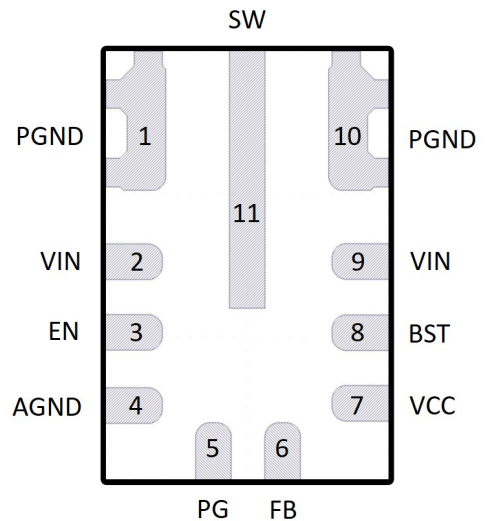 SW
PGND 1 10 PGND
11
VIN 2 9 VIN
EN 3 8 BST
AGND 4 7 VCC
5 6
PG FB